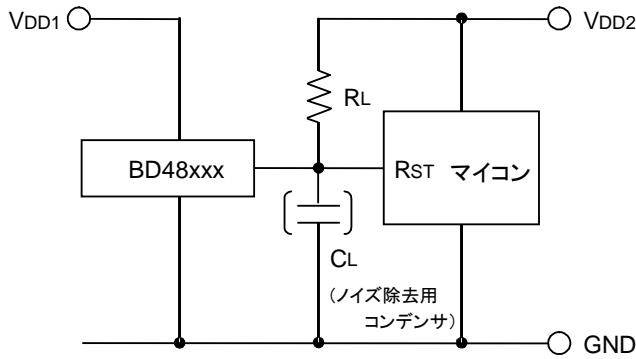 VDD1
VDD2
RL
BD48xxx
RST マイコン
CL
（ノイズ除去用
コンデンサ）
GND